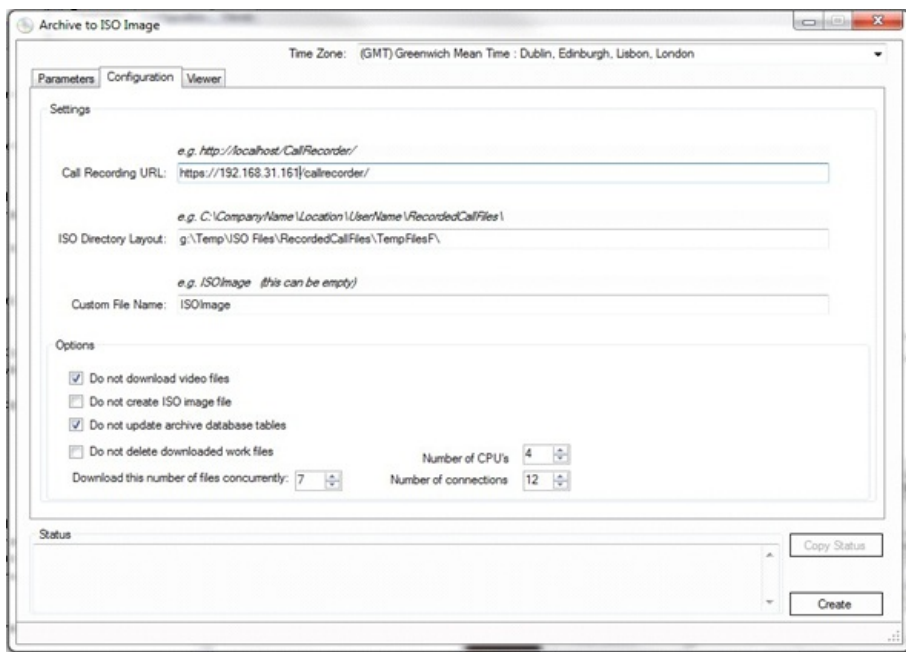 Archive to ISO Image
Time Zone: (GMT) Greenwich Mean Time : Dublin, Edinburgh, Lisbon, London
Parameters Configuration Viewer
Settings
e.g. http://localhost/CallRecorder/
Call Recording URL: https://192.168.31.161/callrecorder/
e.g. C:\CompanyName\Location\UserName\RecordedCallFiles\
ISO Directory Layout: g:\Temp\ISO Files\RecordedCallFiles\TempFilesF\
e.g. ISOImage (this can be empty)
Custom File Name: ISOImage
Options
Do not download video files
Do not create ISO image file
Do not update archive database tables
Do not delete downloaded work files
Number of CPU's 4
Download this number of files concurrently: 7 Number of connections 12
Status
Copy Status
Create